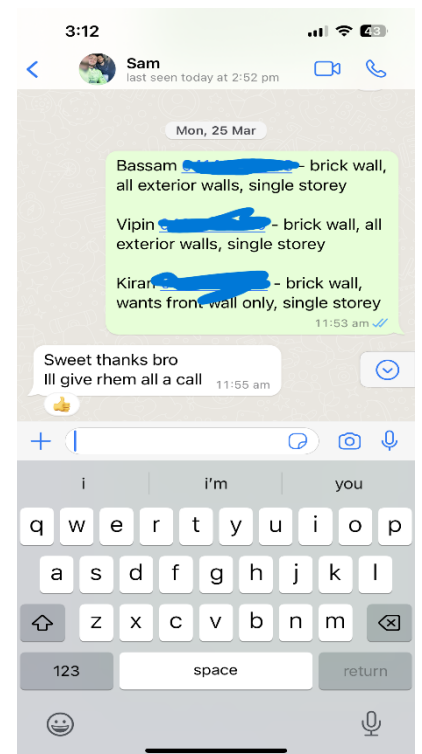 3:12
43
Sam
last seen today at 2:52 pm
Mon, 25 Mar
Bassam - brick wall,
all exterior walls, single storey
Vipin - brick wall, all
exterior walls, single storey
Kiran - brick wall,
wants front wall only, single storey
11:53 am
Sweet thanks bro
Ill give rhem all a call 11:55 am
i i'm you
q w e r t y u i o p
a s d f g h j k l
z x c v b n m
123 space return